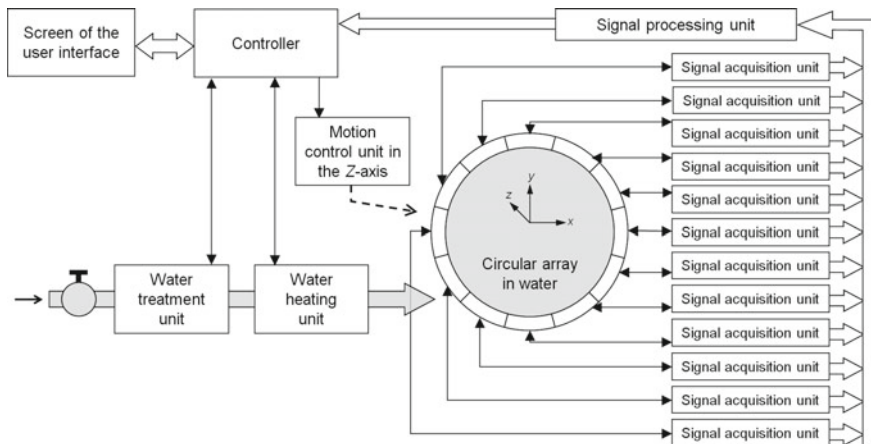 Screen of the
user interface
Controller
Signal processing unit
Motion
control unit in
the Z-axis
Signal acquisition unit
Signal acquisition unit
Signal acquisition unit
Signal acquisition unit
Signal acquisition unit
Signal acquisition unit
Signal acquisition unit
Signal acquisition unit
Signal acquisition unit
Signal acquisition unit
Signal acquisition unit
Signal acquisition unit
y
z
x
Circular array
in water
Water
treatment
unit
Water
heating
unit